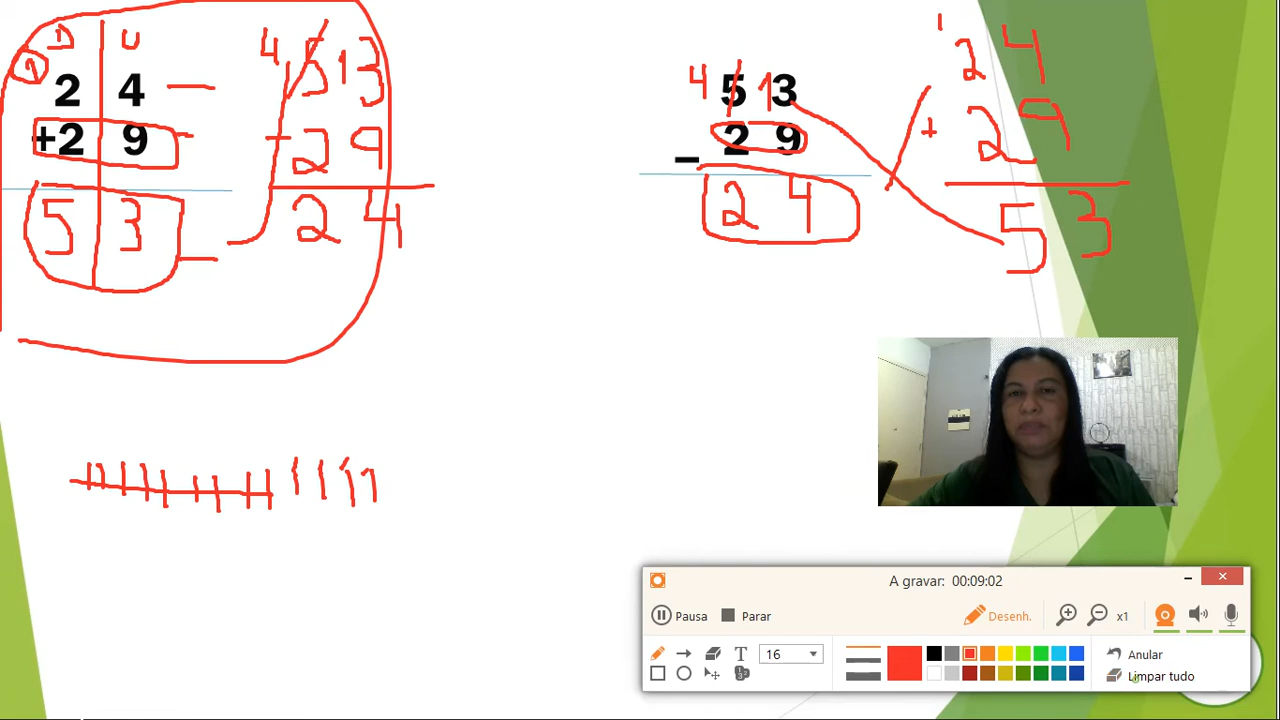 D U
1
2 4
+2 9
5 3
4 5 13
- 2 9
2 4
4 5 13
- 2 9
2 4
1
2 4
+ 2 9
5 3
A gravar: 00:09:02
Pausa Parar Desenh. x1
T 16 Anular
Limpar tudo